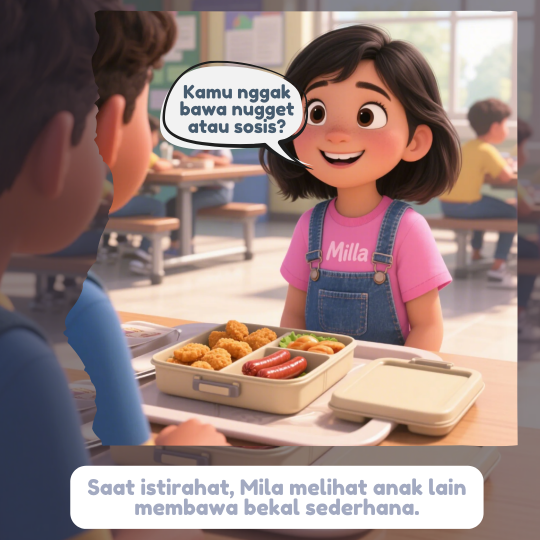 Kamu nggak
bawa nugget
atau sosis?
Milla
Saat istirahat, Mila melihat anak lain
membawa bekal sederhana.